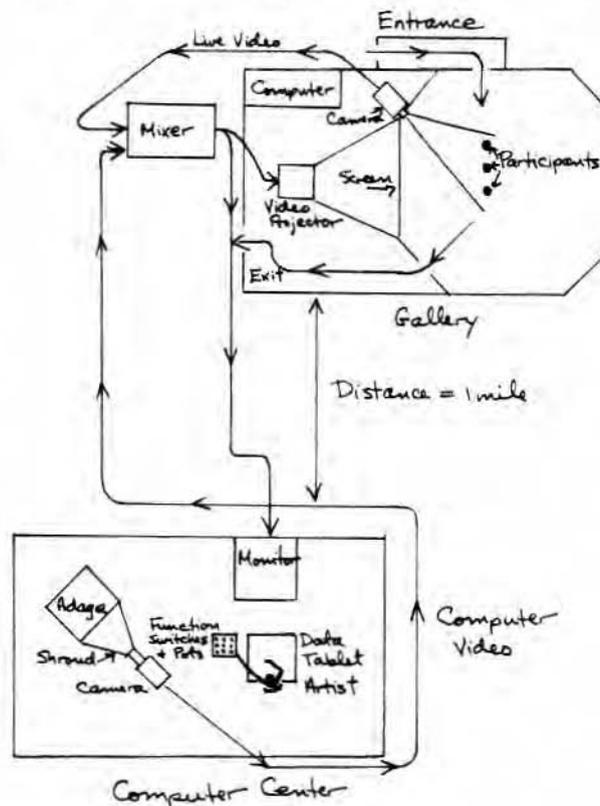 Entrance
Live Video
Computer
Camera
Mixer
Participants
Screen
Video
Projector
Exit
Gallery
Distance = 1 mile
Monitor
Adage
Function
Switches
+ Pots
Data
Tablet
Artist
Shroud
Camera
Computer
Video
Computer Center